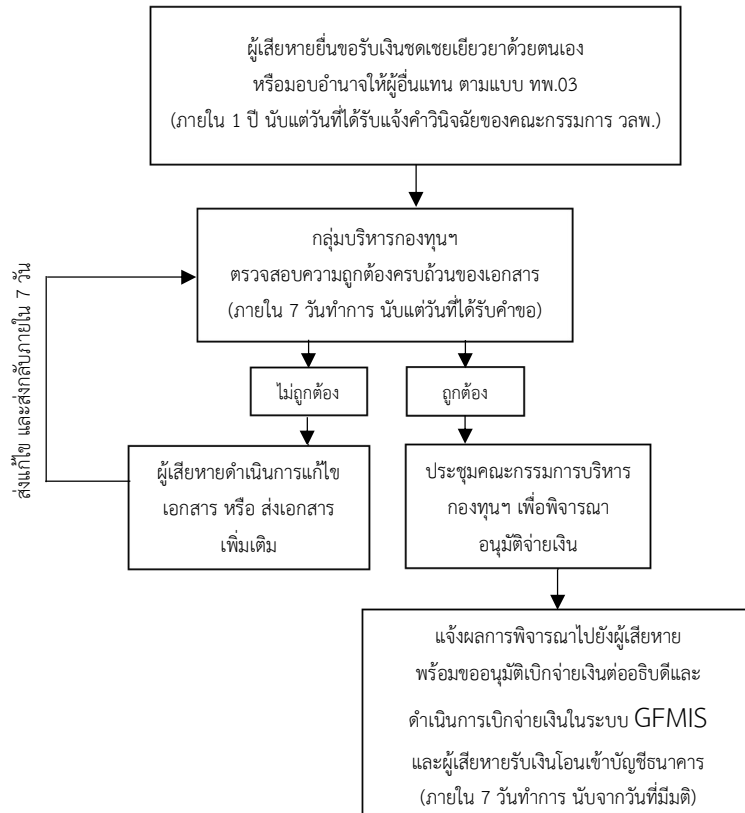 ผู้เสียหายยื่นขอรับเงินชดเชยเยียวยาด้วยตนเอง
หรือมอบอำนาจให้ผู้อื่นแทน ตามแบบ ทพ.03
(ภายใน 1 ปี นับแต่วันที่ได้รับแจ้งคำวินิจฉัยของคณะกรรมการ วลพ.)
กลุ่มบริหารกองทุนฯ
ตรวจสอบความถูกต้องครบถ้วนของเอกสาร
(ภายใน 7 วันทำการ นับแต่วันที่ได้รับคำขอ)
ส่งแก้ไข และส่งกลับภายใน 7 วัน
ไม่ถูกต้อง
ถูกต้อง
ผู้เสียหายดำเนินการแก้ไข
เอกสาร หรือ ส่งเอกสาร
เพิ่มเติม
ประชุมคณะกรรมการบริหาร
กองทุนฯ เพื่อพิจารณา
อนุมัติจ่ายเงิน
แจ้งผลการพิจารณาไปยังผู้เสียหาย
พร้อมขออนุมัติเบิกจ่ายเงินต่ออธิบดีและ
ดำเนินการเบิกจ่ายเงินในระบบ GFMIS
และผู้เสียหายรับเงินโอนเข้าบัญชีธนาคาร
(ภายใน 7 วันทำการ นับจากวันที่มีมติ)